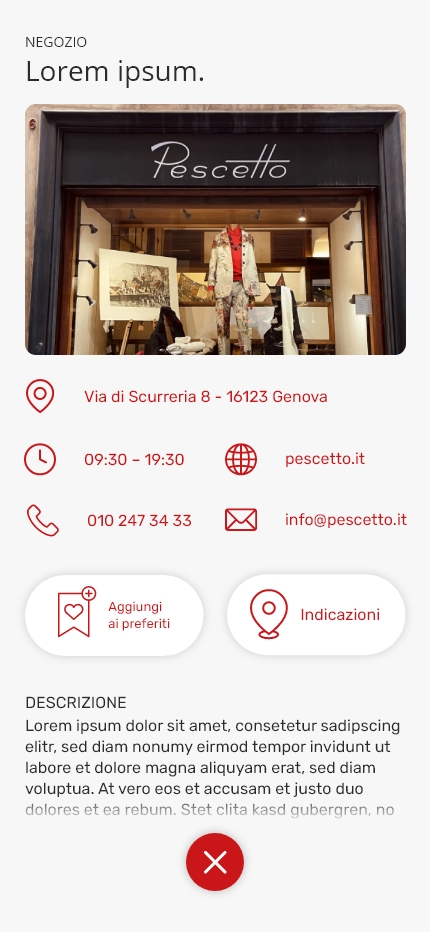 NEGOZIO
Lorem ipsum.
6
Pescetto
Via di Scurreria 8 - 16123 Genova
09:30 – 19:30
pescetto.it
010 247 34 33
info@pescetto.it
Aggiungi
ai preferiti
Indicazioni
DESCRIZIONE
Lorem ipsum dolor sit amet, consetetur sadipscing
elitr, sed diam nonumy eirmod tempor invidunt ut
labore et dolore magna aliquyam erat, sed diam
voluptua. At vero eos et accusam et justo duo
dolores et ea rebum. Stet clita kasd gubergren, no